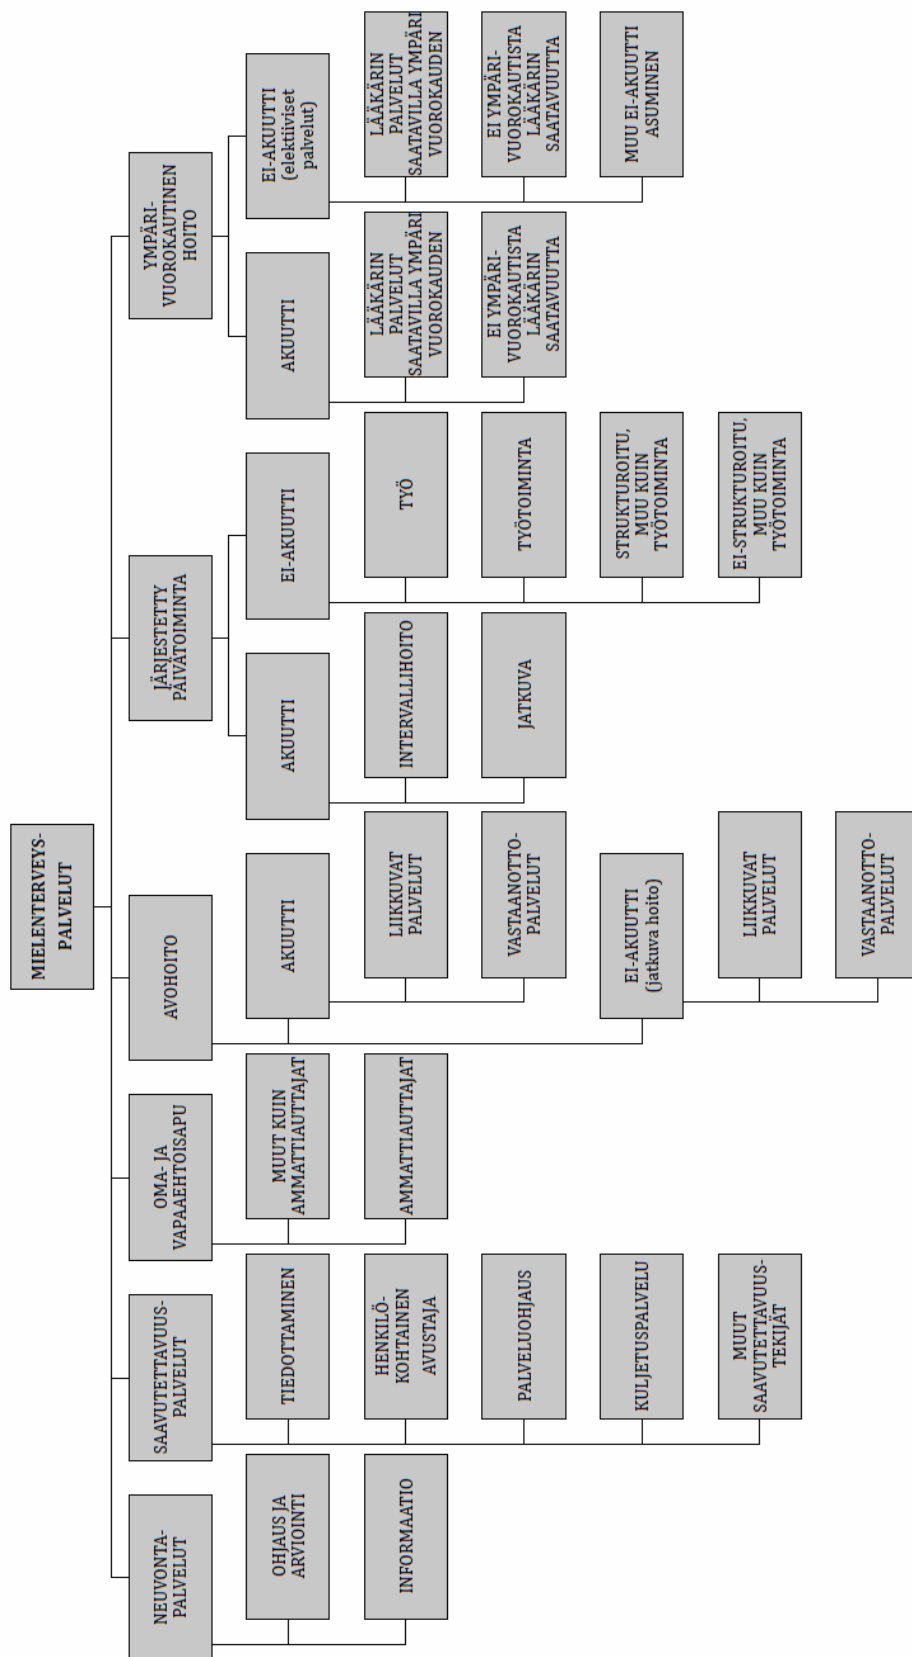 MIELENTERVEYS-
PALVELUT
NEUVONTA-
PALVELUT
OHJAUS JA
ARVIOINTI
INFORMAATIO
SAAVUTETTAVUUS-
PALVELUT
TIEDOTTAMINEN
HENKILÖ-
KOHTAINEN
AVUSTAJA
PALVELUOHJAUS
KULJETUSPALVELU
MUUT
SAAVUTETTAVUUS-
TEKIJÄT
OMA- JA
VAPAAEHTOISAPU
MUUT KUIN
AMMATTIAUTTAJAT
AMMATTIAUTTAJAT
AVOHOITO
AKUUTTI
LIIKKUVAT
PALVELUT
VASTAANOTTO-
PALVELUT
EI-AKUUTTI
(jatkuva hoito)
LIIKKUVAT
PALVELUT
VASTAANOTTO-
PALVELUT
JÄRJESTETTY
PÄIVÄTOIMINTA
AKUUTTI
INTERVALLIHOITO
JATKUVA
EI-AKUUTTI
TYÖ
TYÖTOIMINTA
STRUKTUROITU,
MUU KUIN
TYÖTOIMINTA
EI-STRUKTUROITU,
MUU KUIN
TYÖTOIMINTA
YMPÄRI-
VUOROKAUTINEN
HOITO
AKUUTTI
LÄÄKÄRIN
PALVELUT
SAATAVILLA YMPÄRI
VUOROKAUDEN
EI YMPÄRI-
VUOROKAUTISTA
LÄÄKÄRIN
SAATAVUUTTA
EI-AKUUTTI
(elektiiviset
palvelut)
LÄÄKÄRIN
PALVELUT
SAATAVILLA YMPÄRI
VUOROKAUDEN
EI YMPÄRI-
VUOROKAUTISTA
LÄÄKÄRIN
SAATAVUUTTA
MUU EI-AKUUTTI
ASUMINEN